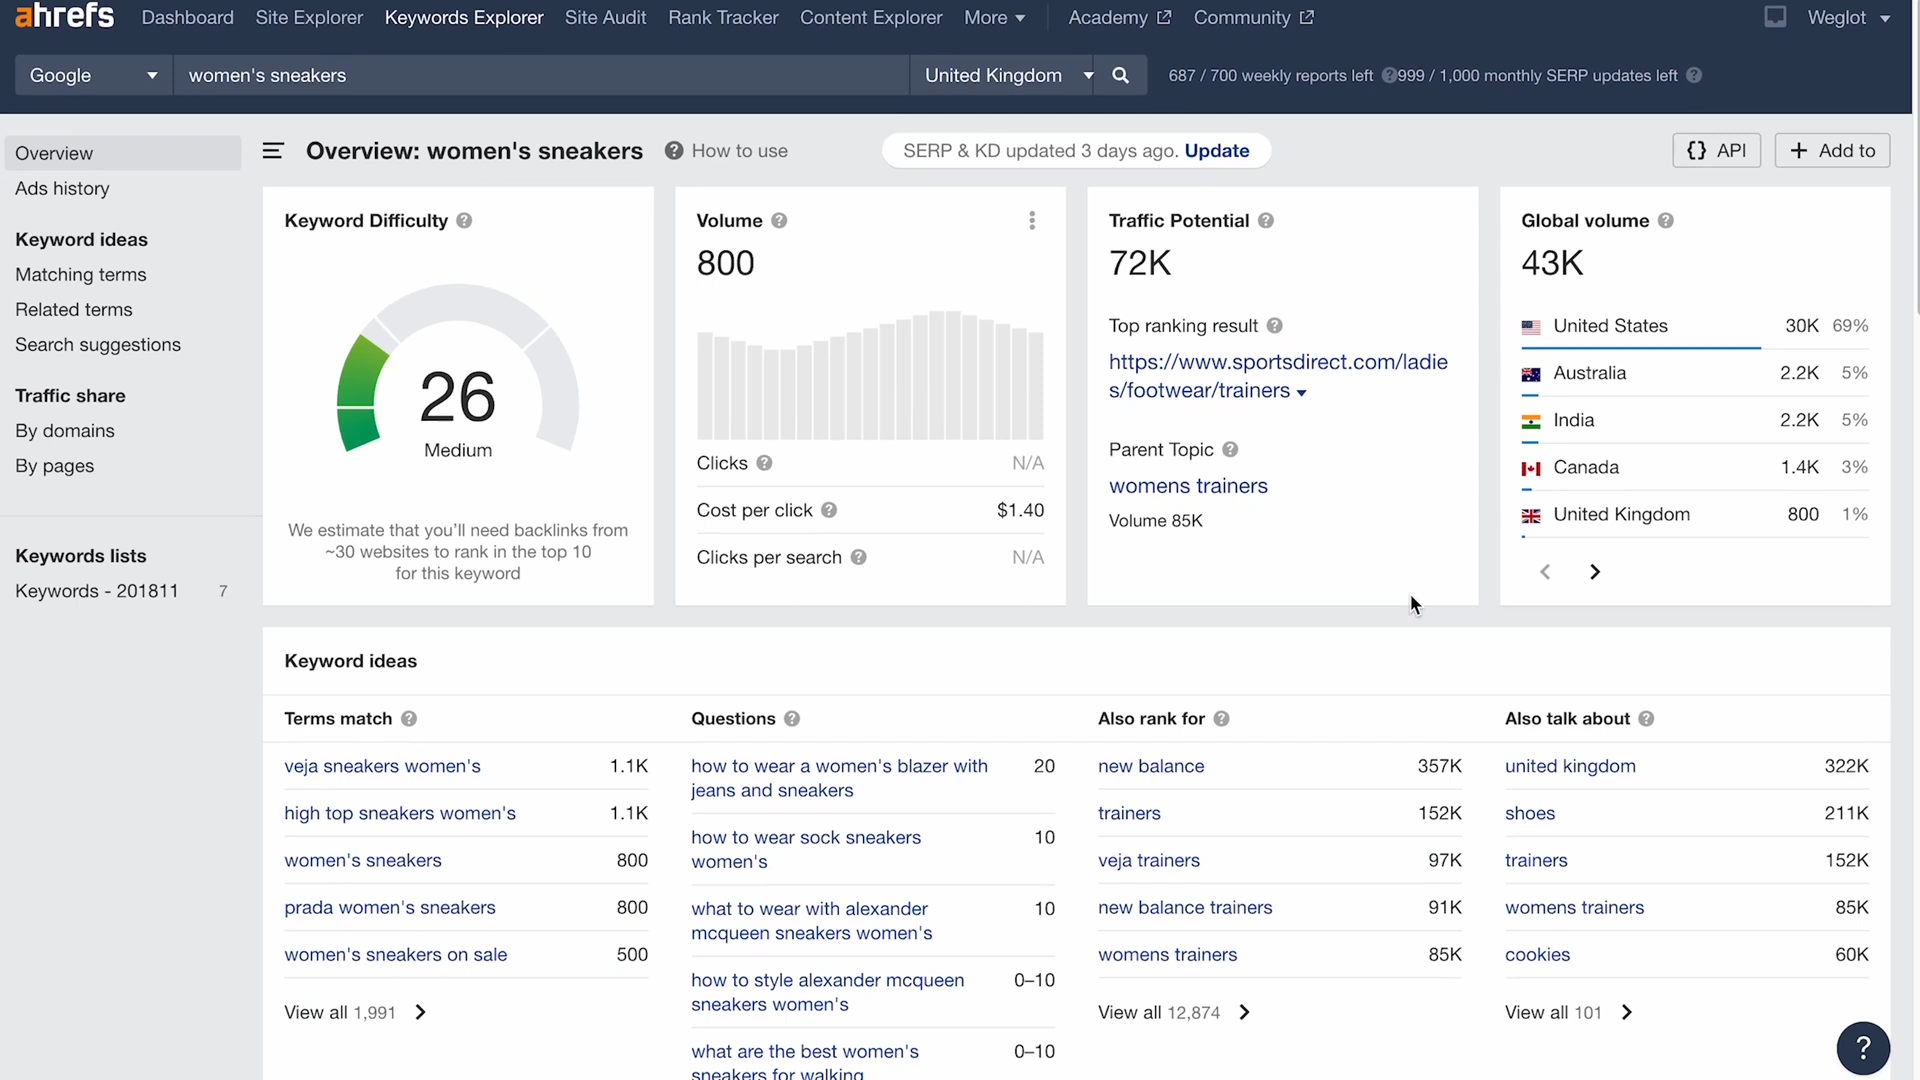 ahrefs
Dashboard
Site Explorer
Keywords Explorer
Site Audit
Rank Tracker
Content Explorer
More
Academy
Community
Weglot
Google
women's sneakers
United Kingdom
687 / 700 weekly reports left
999 / 1,000 monthly SERP updates left
Overview
Ads history
Keyword ideas
Matching terms
Related terms
Search suggestions
Traffic share
By domains
By pages
Keywords lists
Keywords - 201811 7
Overview: women's sneakers
? How to use
SERP & KD updated 3 days ago. Update
{} API
+ Add to
Keyword Difficulty ?
26
Medium
We estimate that you'll need backlinks from
~30 websites to rank in the top 10
for this keyword
Volume ?
800
Clicks ? N/A
Cost per click ? $1.40
Clicks per search ? N/A
Traffic Potential ?
72K
Top ranking result ?
https://www.sportsdirect.com/ladie
s/footwear/trainers
Parent Topic ?
womens trainers
Volume 85K
Global volume ?
43K
United States 30K 69%
Australia 2.2K 5%
India 2.2K 5%
Canada 1.4K 3%
United Kingdom 800 1%
Keyword ideas
Terms match ?
veja sneakers women's 1.1K
high top sneakers women's 1.1K
women's sneakers 800
prada women's sneakers 800
women's sneakers on sale 500
View all 1,991
Questions ?
how to wear a women's blazer with 20
jeans and sneakers
how to wear sock sneakers 10
women's
what to wear with alexander 10
mcqueen sneakers women's
how to style alexander mcqueen 0–10
sneakers women's
what are the best women's 0–10
sneakers for walking
Also rank for ?
new balance 357K
trainers 152K
veja trainers 97K
new balance trainers 91K
womens trainers 85K
View all 12,874
Also talk about ?
united kingdom 322K
shoes 211K
trainers 152K
womens trainers 85K
cookies 60K
View all 101
?